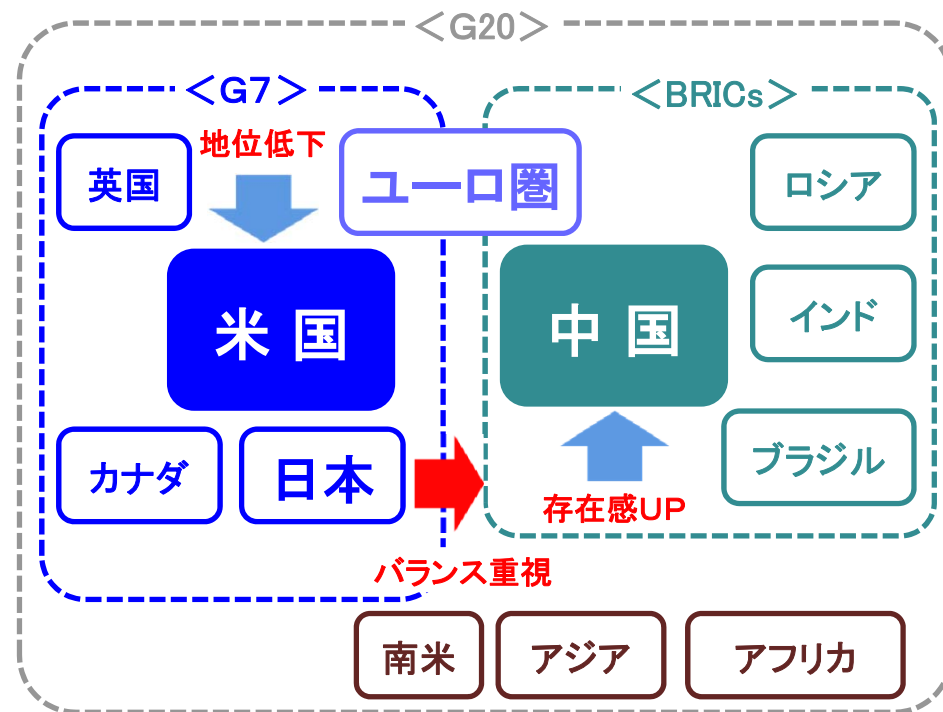 ＜G20＞
＜G7＞
＜BRICs＞
英国
地位低下
ユーロ圏
ロシア
米国
中国
インド
カナダ
日本
ブラジル
存在感UP
バランス重視
南米
アジア
アフリカ